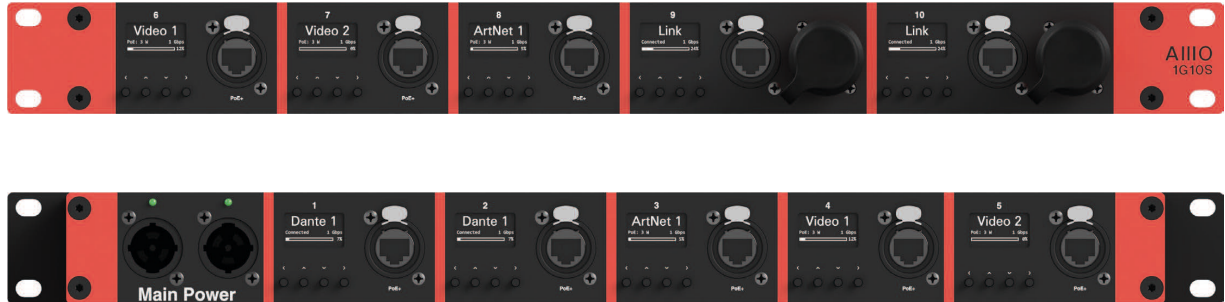 6
Video 1
PoE: 3 W 1 Gbps
12%
PoE+
7
Video 2
PoE: 3 W 1 Gbps
0%
PoE+
8
ArtNet 1
PoE: 3 W 1 Gbps
5%
PoE+
9
Link
Connected 1 Gbps
24%
10
Link
Connected 1 Gbps
24%
AIIIO
1G10S
Main Power
1
Dante 1
Connected 1 Gbps
7%
PoE+
2
Dante 1
Connected 1 Gbps
7%
PoE+
3
ArtNet 1
PoE: 3 W 1 Gbps
5%
PoE+
4
Video 1
PoE: 3 W 1 Gbps
12%
PoE+
5
Video 2
PoE: 3 W 1 Gbps
0%
PoE+